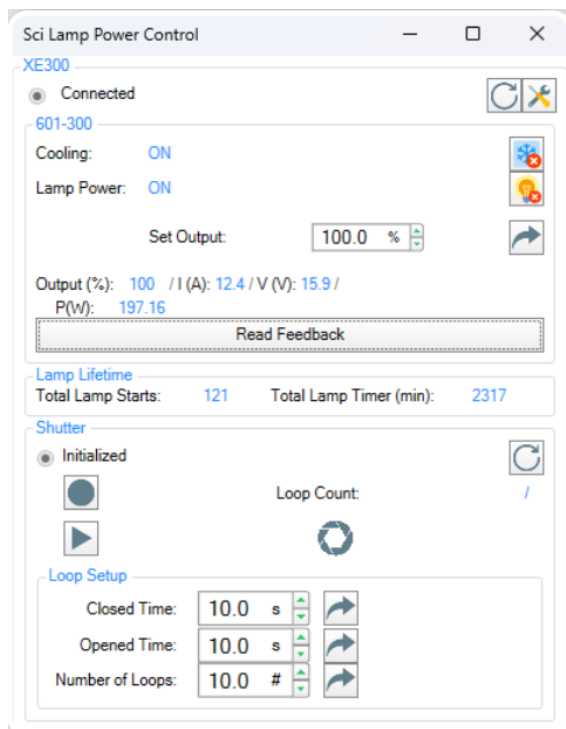 Sci Lamp Power Control
XE300
Connected
601-300
Cooling: ON
Lamp Power: ON
Set Output: 100.0 %
Output (%): 100 / I (A): 12.4 / V (V): 15.9 /
P(W): 197.16
Read Feedback
Lamp Lifetime
Total Lamp Starts: 121 Total Lamp Timer (min): 2317
Shutter
Initialized
Loop Count: /
Loop Setup
Closed Time: 10.0 s
Opened Time: 10.0 s
Number of Loops: 10.0 #